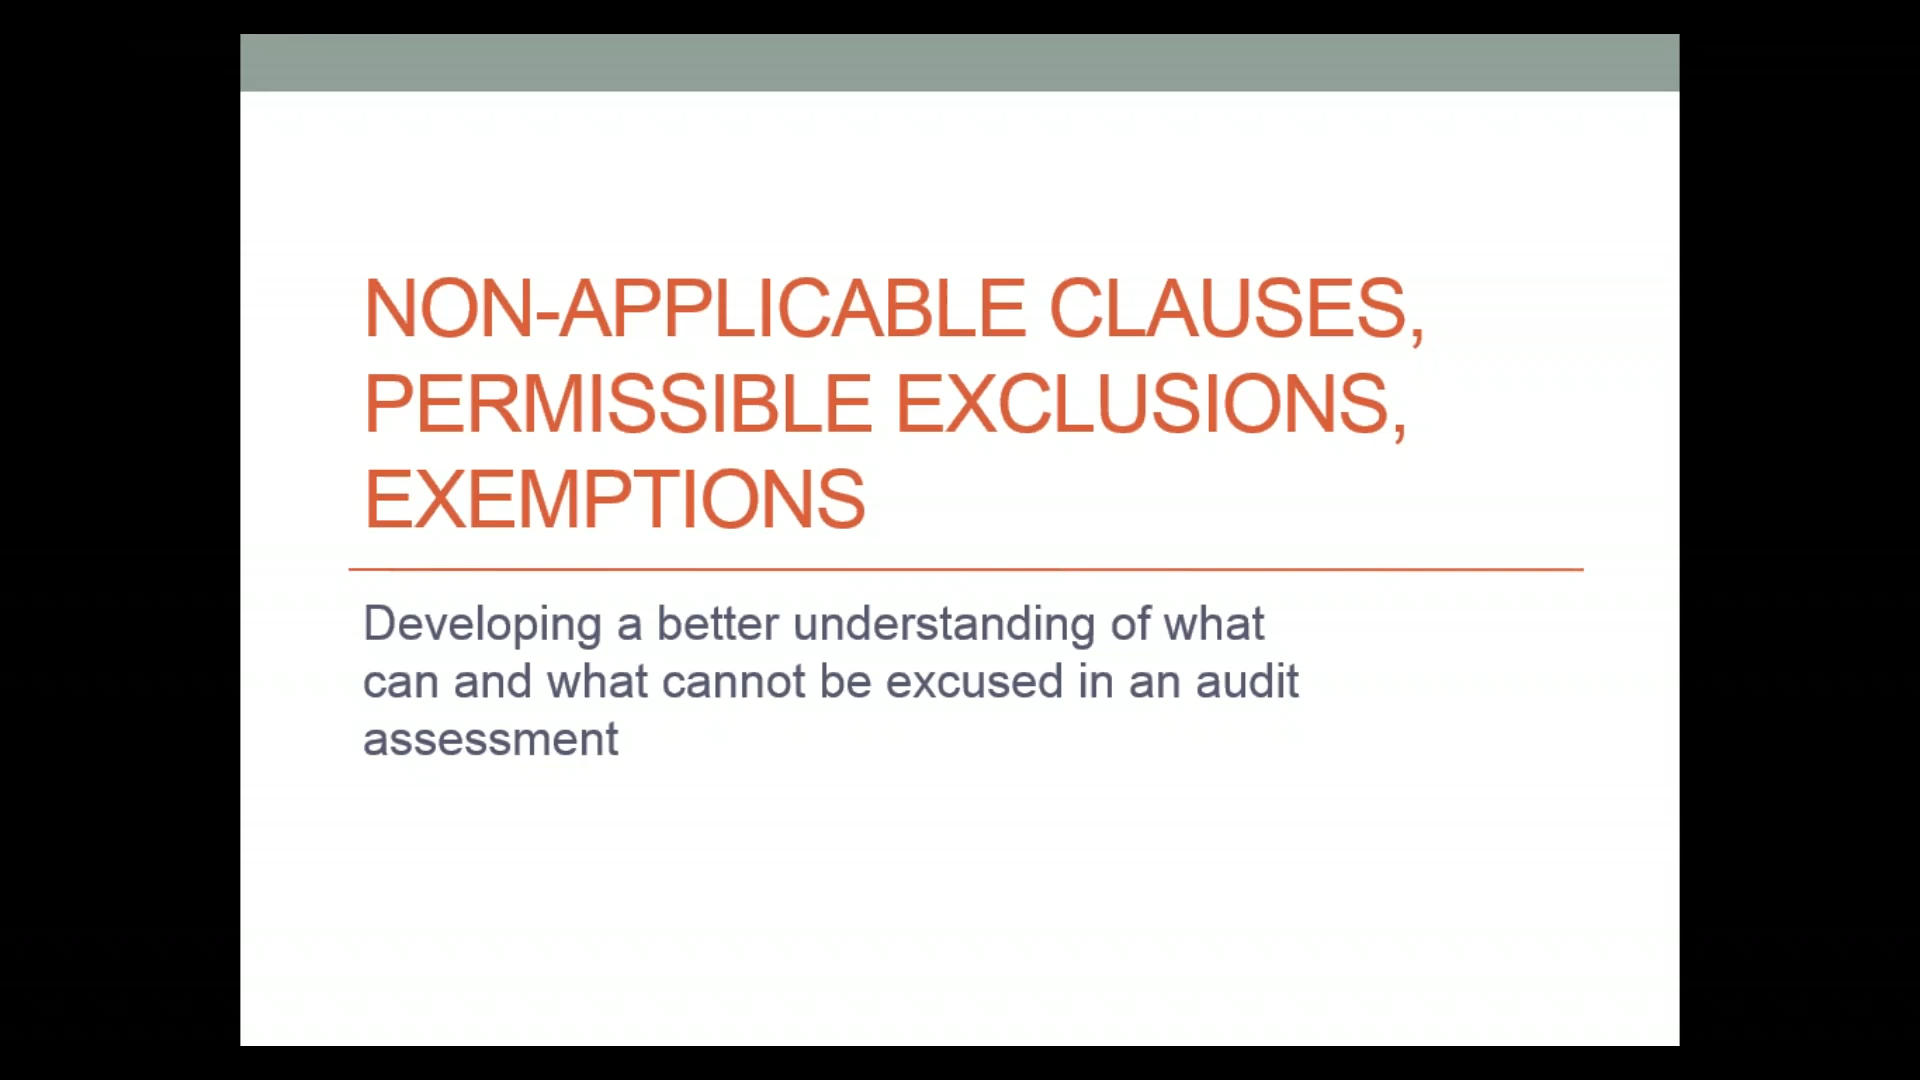 NON-APPLICABLE CLAUSES,
PERMISSIBLE EXCLUSIONS,
EXEMPTIONS
Developing a better understanding of what
can and what cannot be excused in an audit
assessment